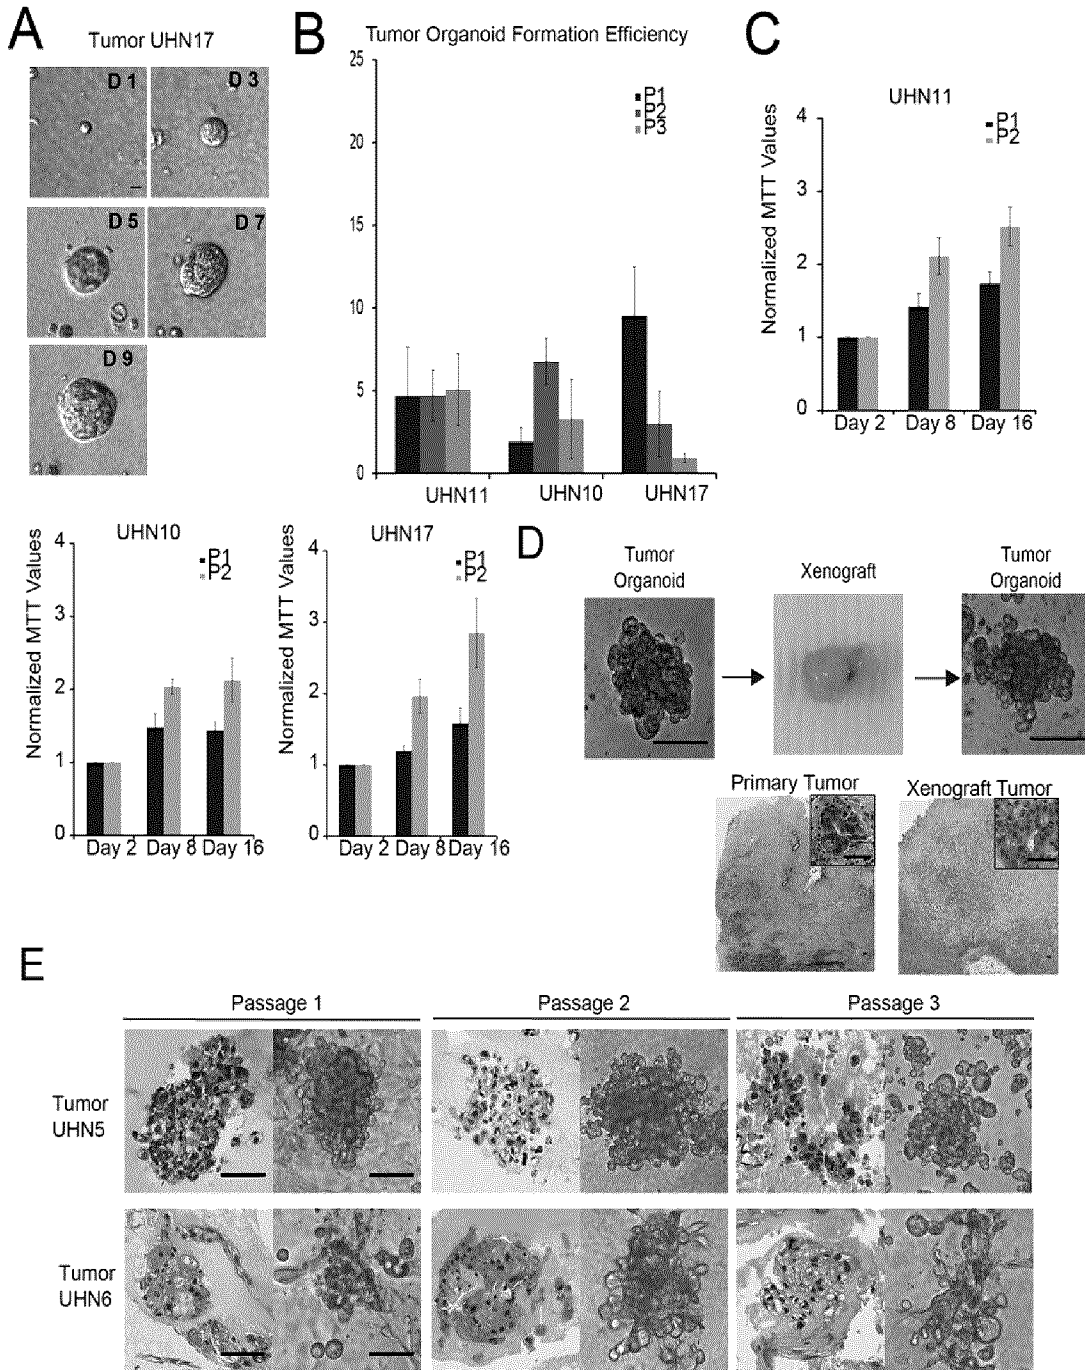 A
Tumor UHN17
D 1
D 3
D 5
D 7
D 9
B
Tumor Organoid Formation Efficiency
25
20
15
10
5
0
P1
P2
P3
UHN11
UHN10
UHN17
C
UHN11
Normalized MTT Values
4
3
2
1
0
P1
P2
Day 2
Day 8
Day 16
UHN10
Normalized MTT Values
4
3
2
1
0
P1
P2
Day 2
Day 8
Day 16
UHN17
Normalized MTT Values
4
3
2
1
0
P1
P2
Day 2
Day 8
Day 16
D
Tumor
Organoid
Xenograft
Tumor
Organoid
Primary Tumor
Xenograft Tumor
E
Passage 1
Passage 2
Passage 3
Tumor
UHN5
Tumor
UHN6